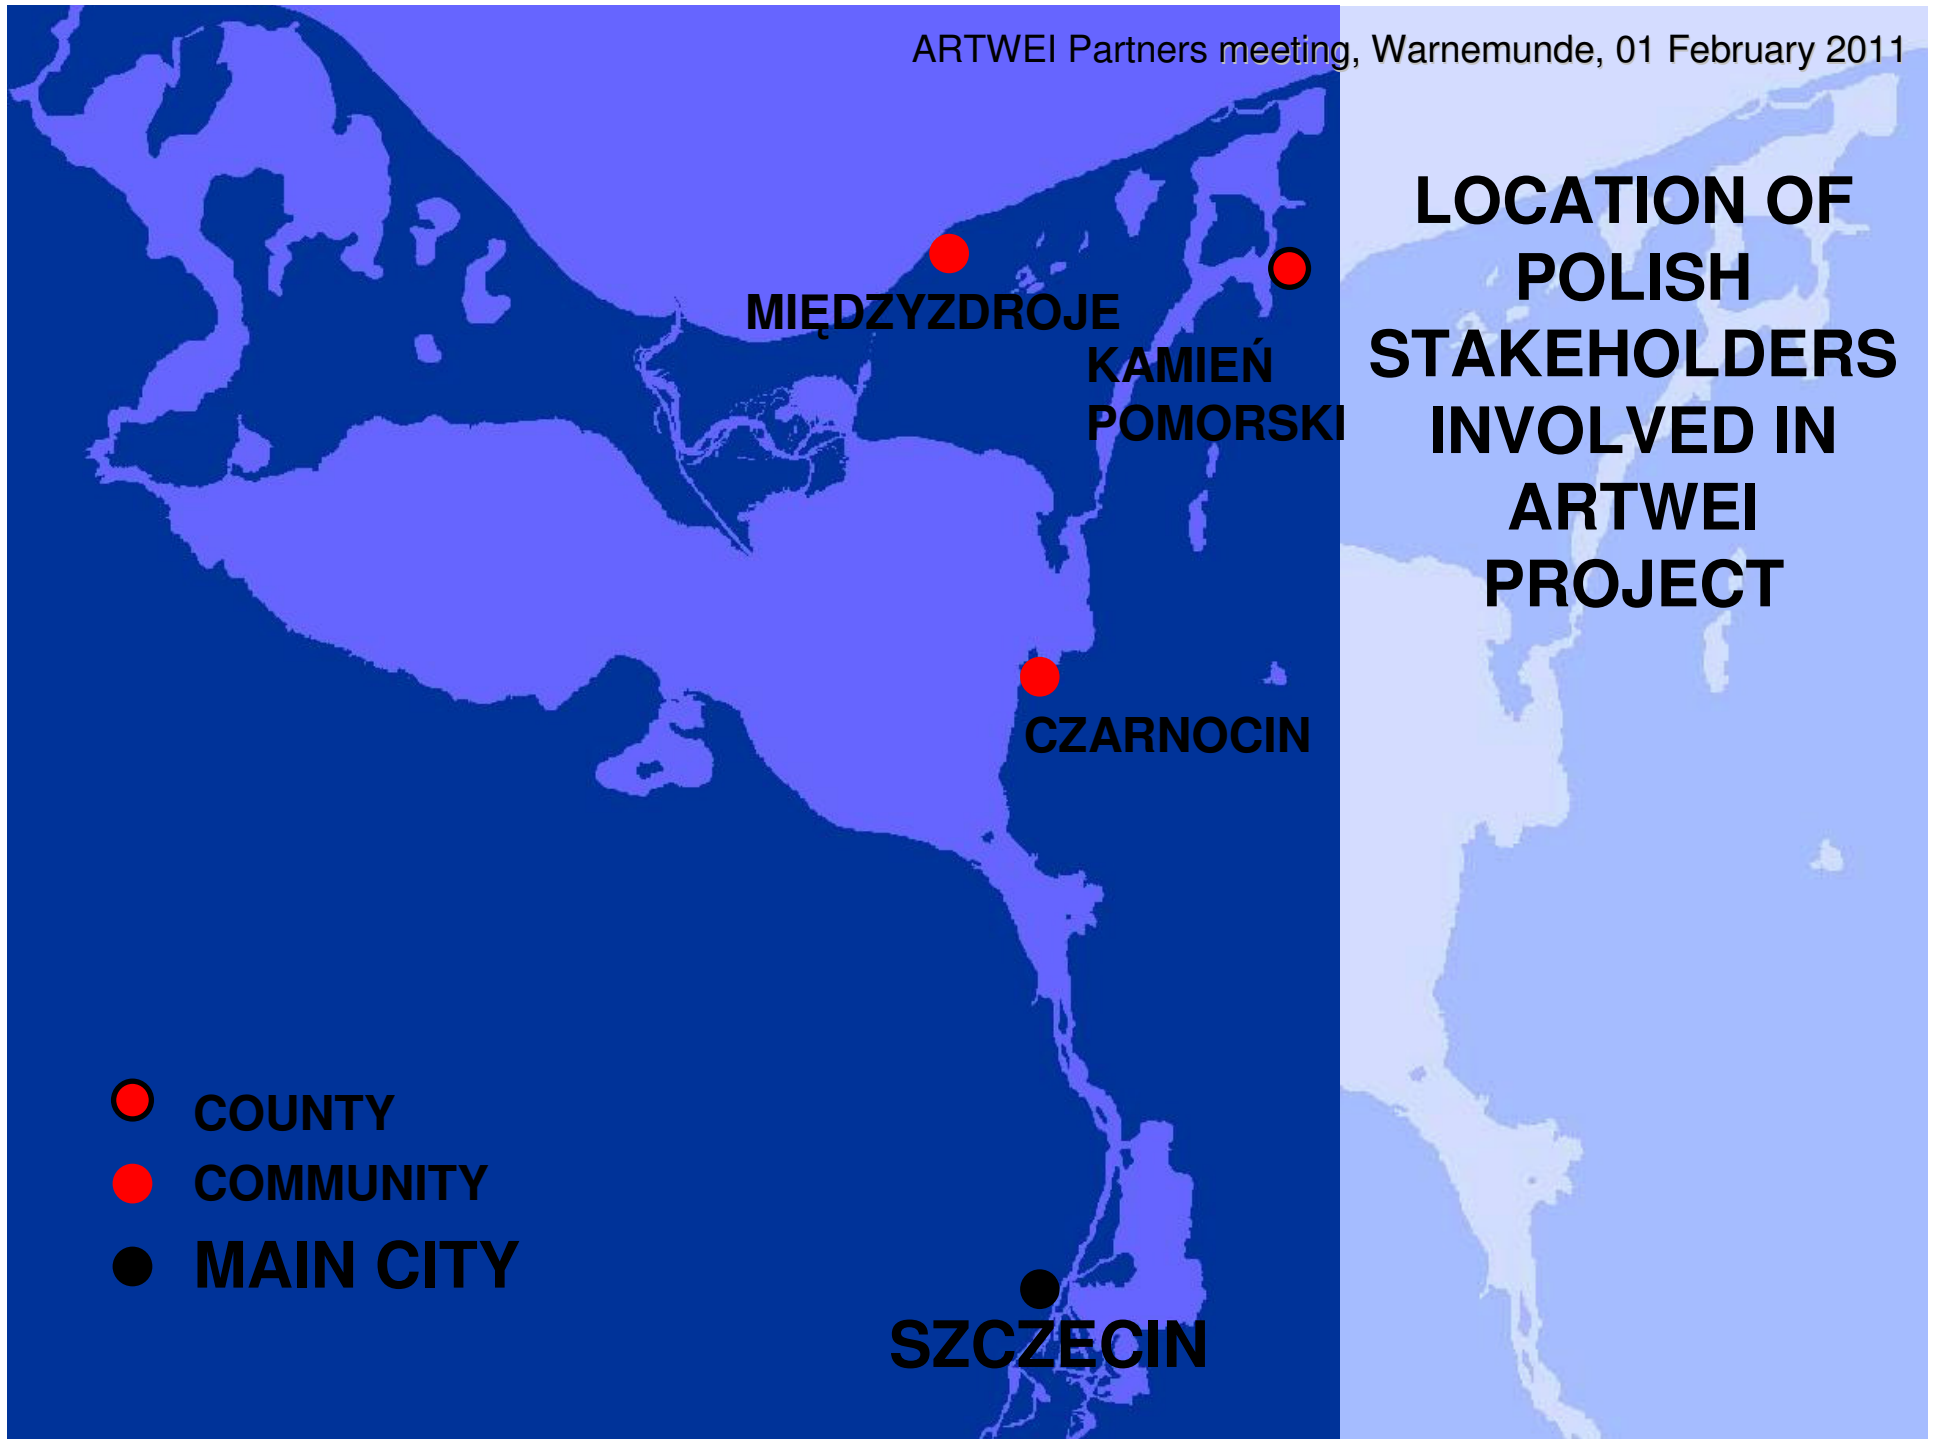 ARTWEI Partners meeting, Warnemunde, 01 February 2011
LOCATION OF
POLISH
STAKEHOLDERS
INVOLVED IN
ARTWEI
PROJECT
MIĘDZYZDROJE
KAMIEŃ
POMORSKI
CZARNOCIN
COUNTY
COMMUNITY
MAIN CITY
SZCZECIN